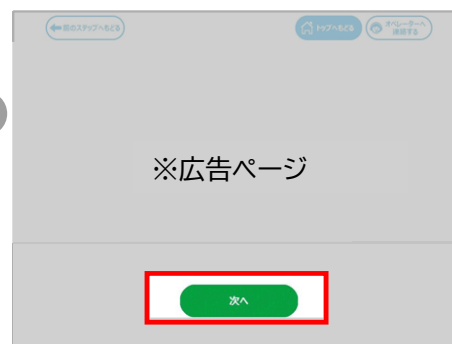 前のステップへもどる
トップへもどる
オペレーターへ
連絡する
※広告ページ
次へ